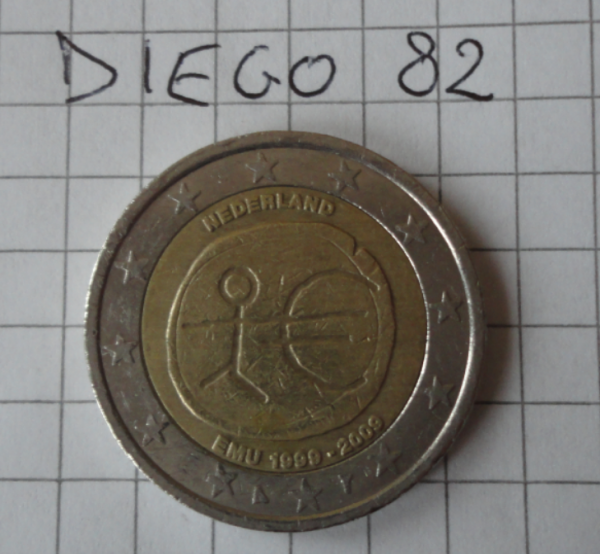 DIEGO 82
NEDERLAND
EMU 1999 · 2009